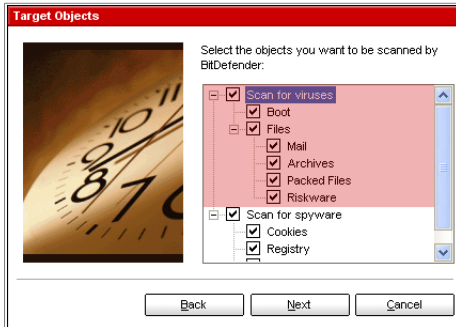 Target Objects
Select the objects you want to be scanned by
BitDefender:
Scan for viruses
Boot
Files
Mail
Archives
Packed Files
Riskware
Scan for spyware
Cookies
Registry
Back
Next
Cancel